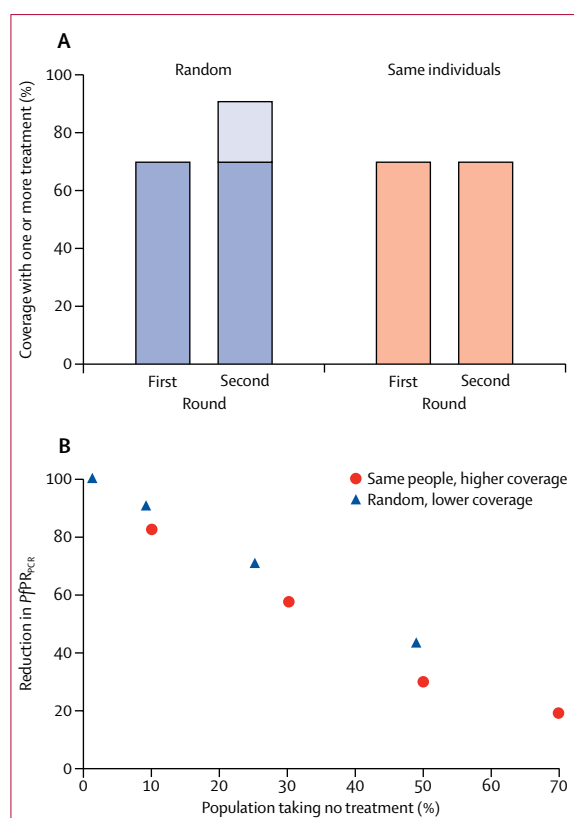 A
Random
Same individuals
Coverage with one or more treatment (%)
100
80
60
40
20
0
First
Second
First
Second
Round
Round
B
Same people, higher coverage
Random, lower coverage
Reduction in PfPR_PCR
100
80
60
40
20
0
0
10
20
30
40
50
60
70
Population taking no treatment (%)